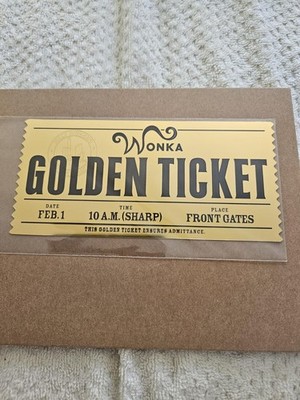 WONKA
GOLDEN TICKET
DATE TIME PLACE
FEB. 1 10 A.M. (SHARP) FRONT GATES
THIS GOLDEN TICKET ENSURES ADMITTANCE.